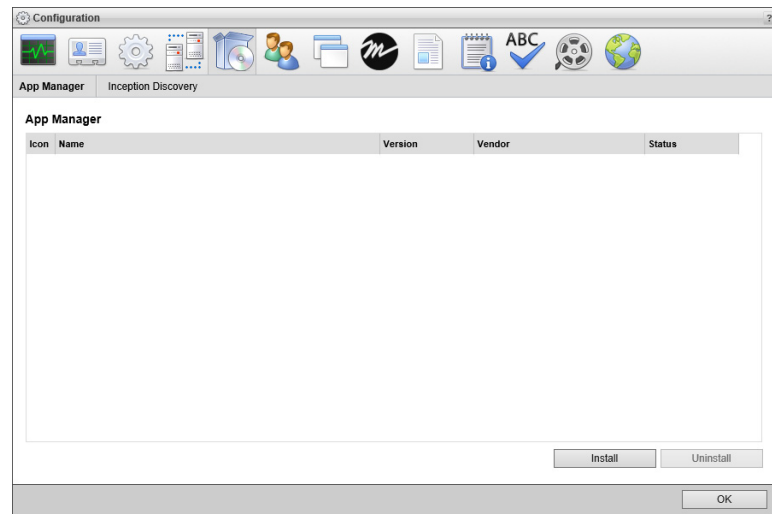 Configuration
?
ABC
App Manager Inception Discovery
App Manager
Icon Name Version Vendor Status
Install Uninstall
OK